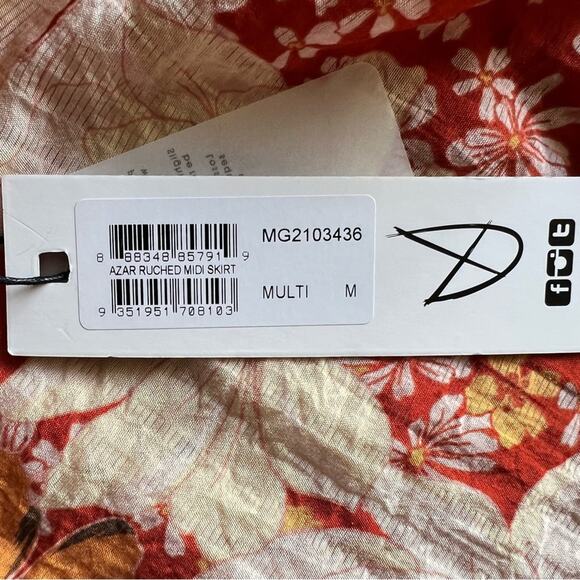 8 88348 85791 9
AZAR RUCHED MIDI SKIRT
9 351951 708103
MG2103436
MULTI M